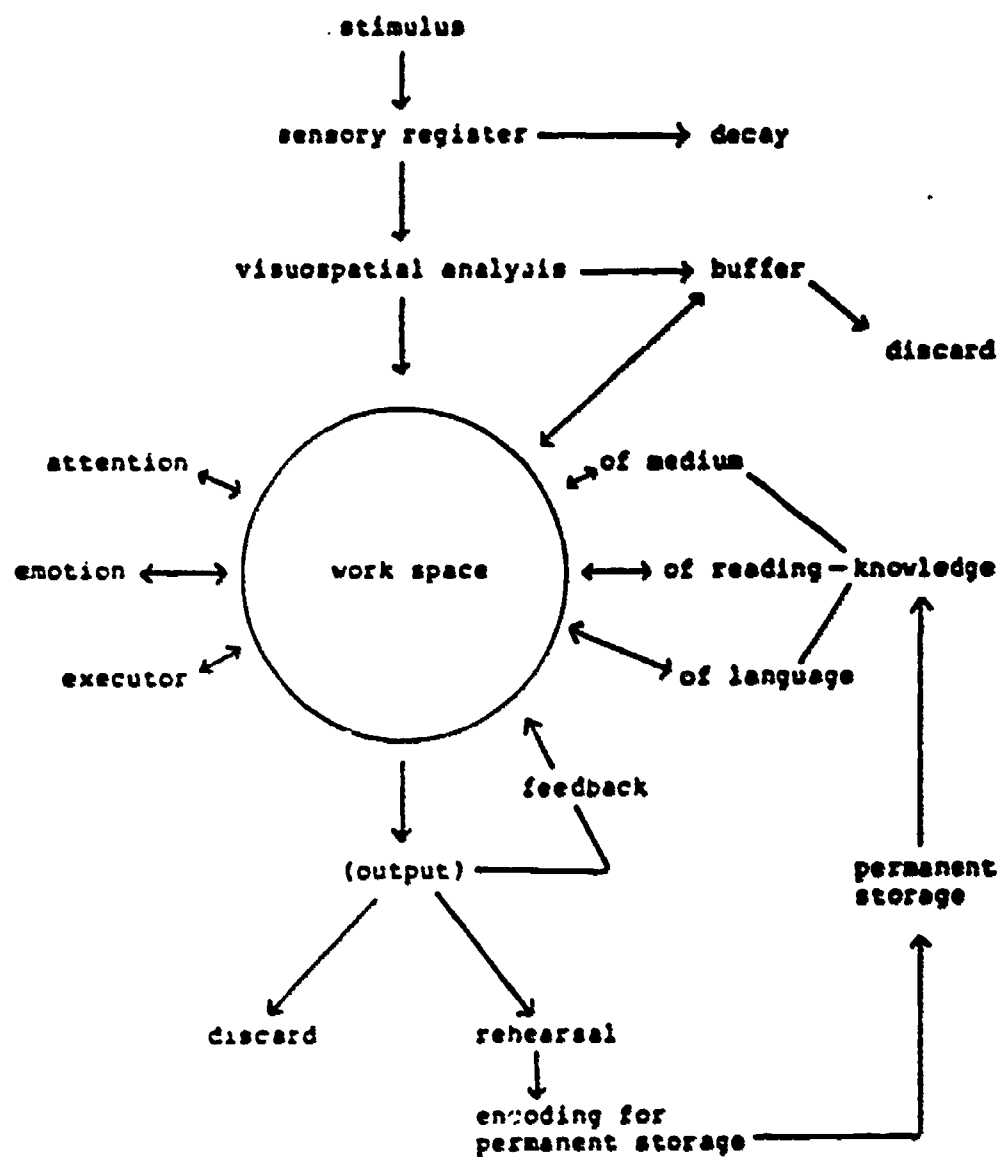 stimulus
sensory register
decay
visuospatial analysis
buffer
discard
attention
of medium
emotion
work space
of reading
knowledge
executor
of language
feedback
(output)
permanent
storage
discard
rehearsal
encoding for
permanent storage